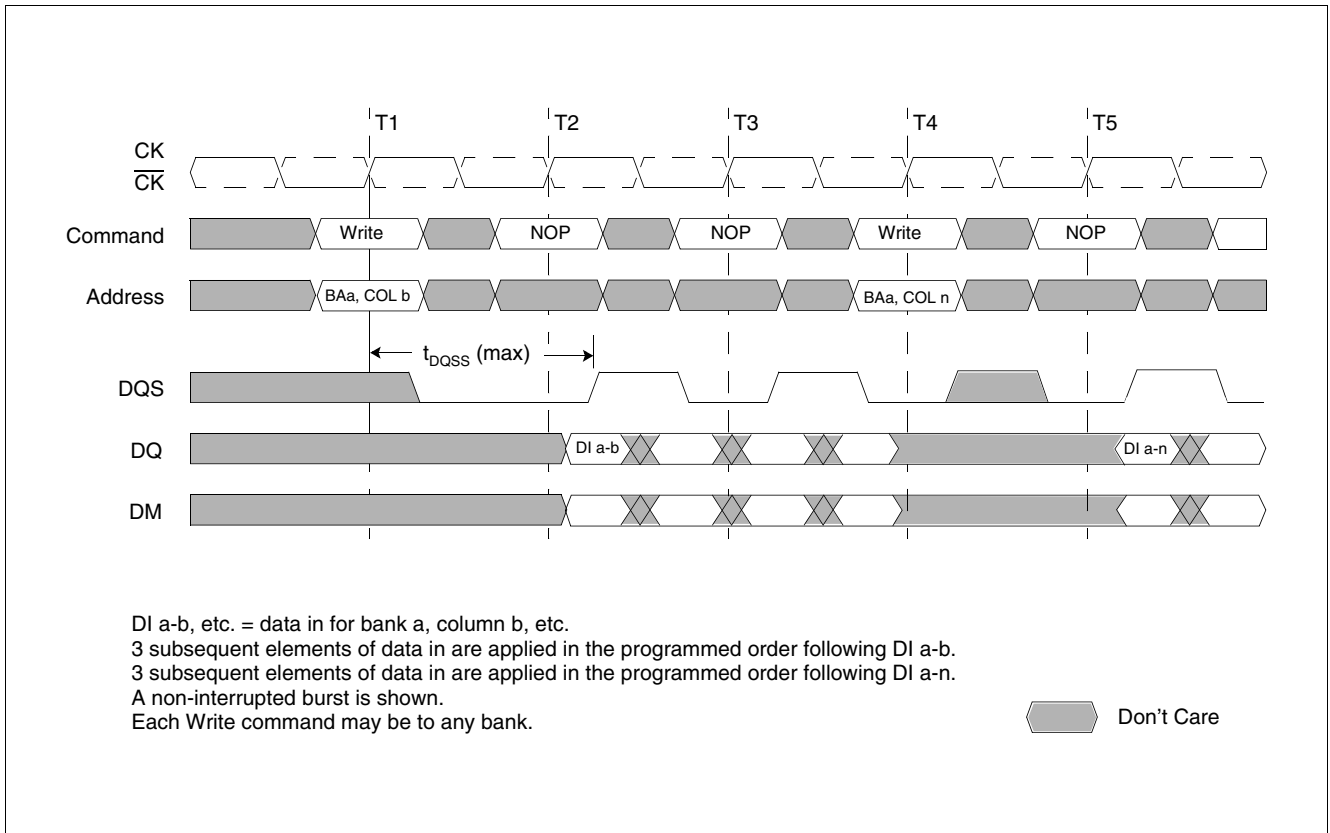 T1 T2 T3 T4 T5
CK
CK
Command Write NOP NOP Write NOP
Address BAa, COL b BAa, COL n
tDQSS (max)
DQS
DQ DI a-b DI a-n
DM
DI a-b, etc. = data in for bank a, column b, etc.
3 subsequent elements of data in are applied in the programmed order following DI a-b.
3 subsequent elements of data in are applied in the programmed order following DI a-n.
A non-interrupted burst is shown.
Each Write command may be to any bank.
Don't Care